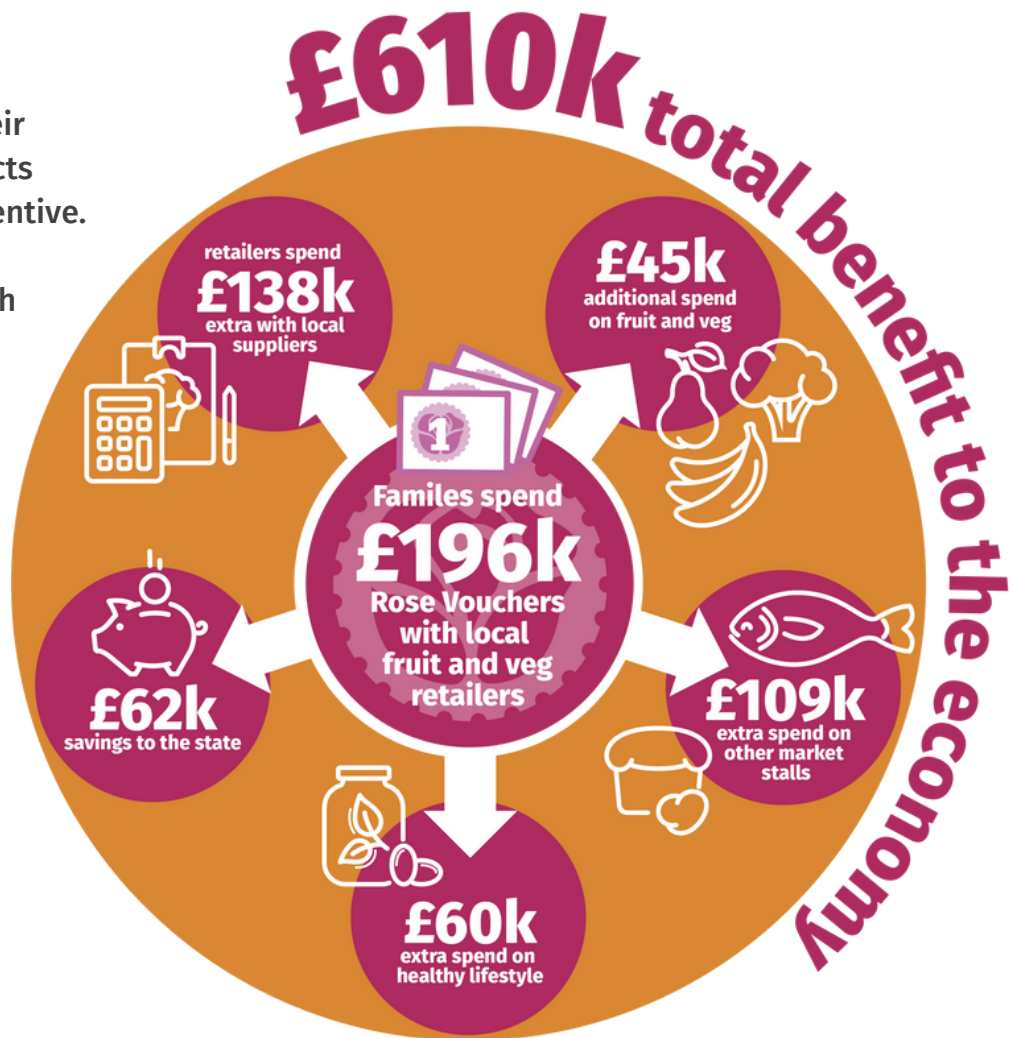 £610k total benefit to the economy
eir
cts
entive.
h
retailers spend
£138k
extra with local
suppliers
£45k
additional spend
on fruit and veg
1
Familes spend
£196k
Rose Vouchers
with local
fruit and veg
retailers
£62k
savings to the state
£109k
extra spend on
other market
stalls
£60k
extra spend on
healthy lifestyle